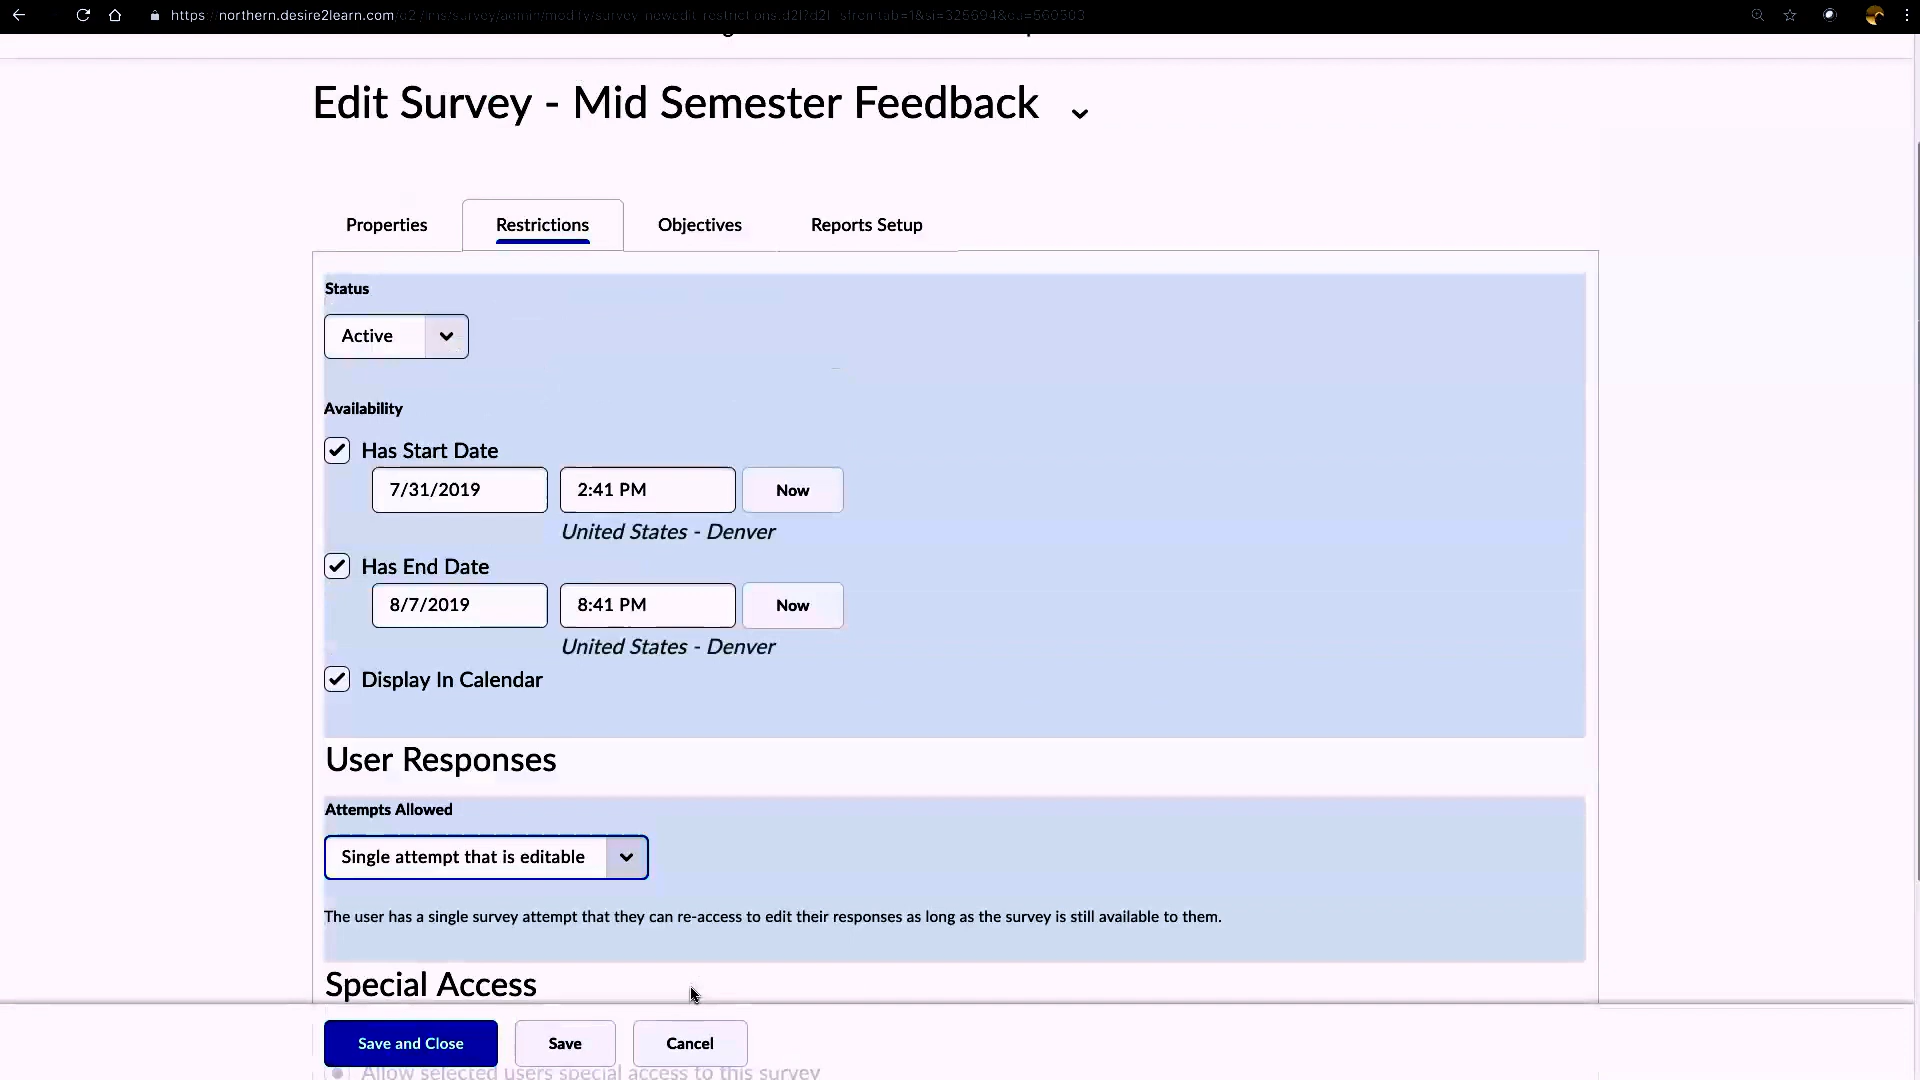 https northern.desire2learn.com
Edit Survey - Mid Semester Feedback
Properties
Restrictions
Objectives
Reports Setup
Status
Active
Availability
Has Start Date
7/31/2019
2:41 PM
Now
United States - Denver
Has End Date
8/7/2019
8:41 PM
Now
United States - Denver
Display In Calendar
User Responses
Attempts Allowed
Single attempt that is editable
The user has a single survey attempt that they can re-access to edit their responses as long as the survey is still available to them.
Special Access
Save and Close
Save
Cancel
Allow selected users special access to this survey